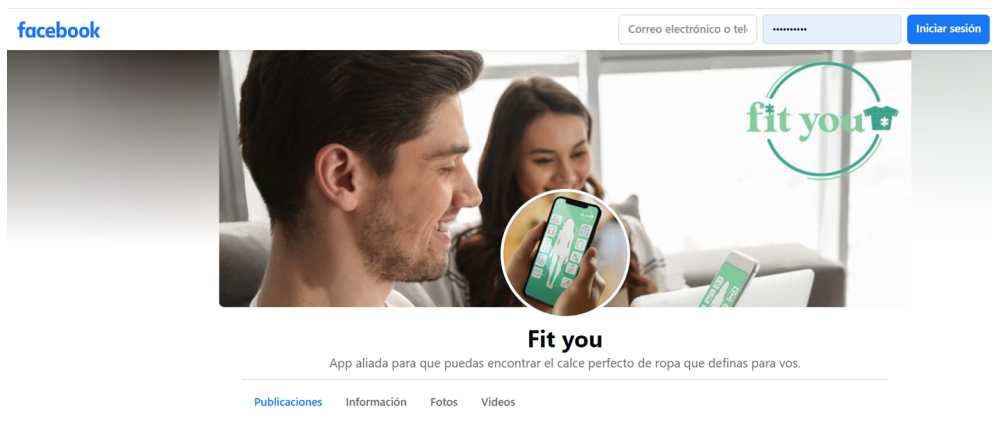 facebook
Correo electrónico o tel
Iniciar sesión
fit you
Fit you
App aliada para que puedas encontrar el calce perfecto de ropa que definas para vos.
Publicaciones Información Fotos Videos